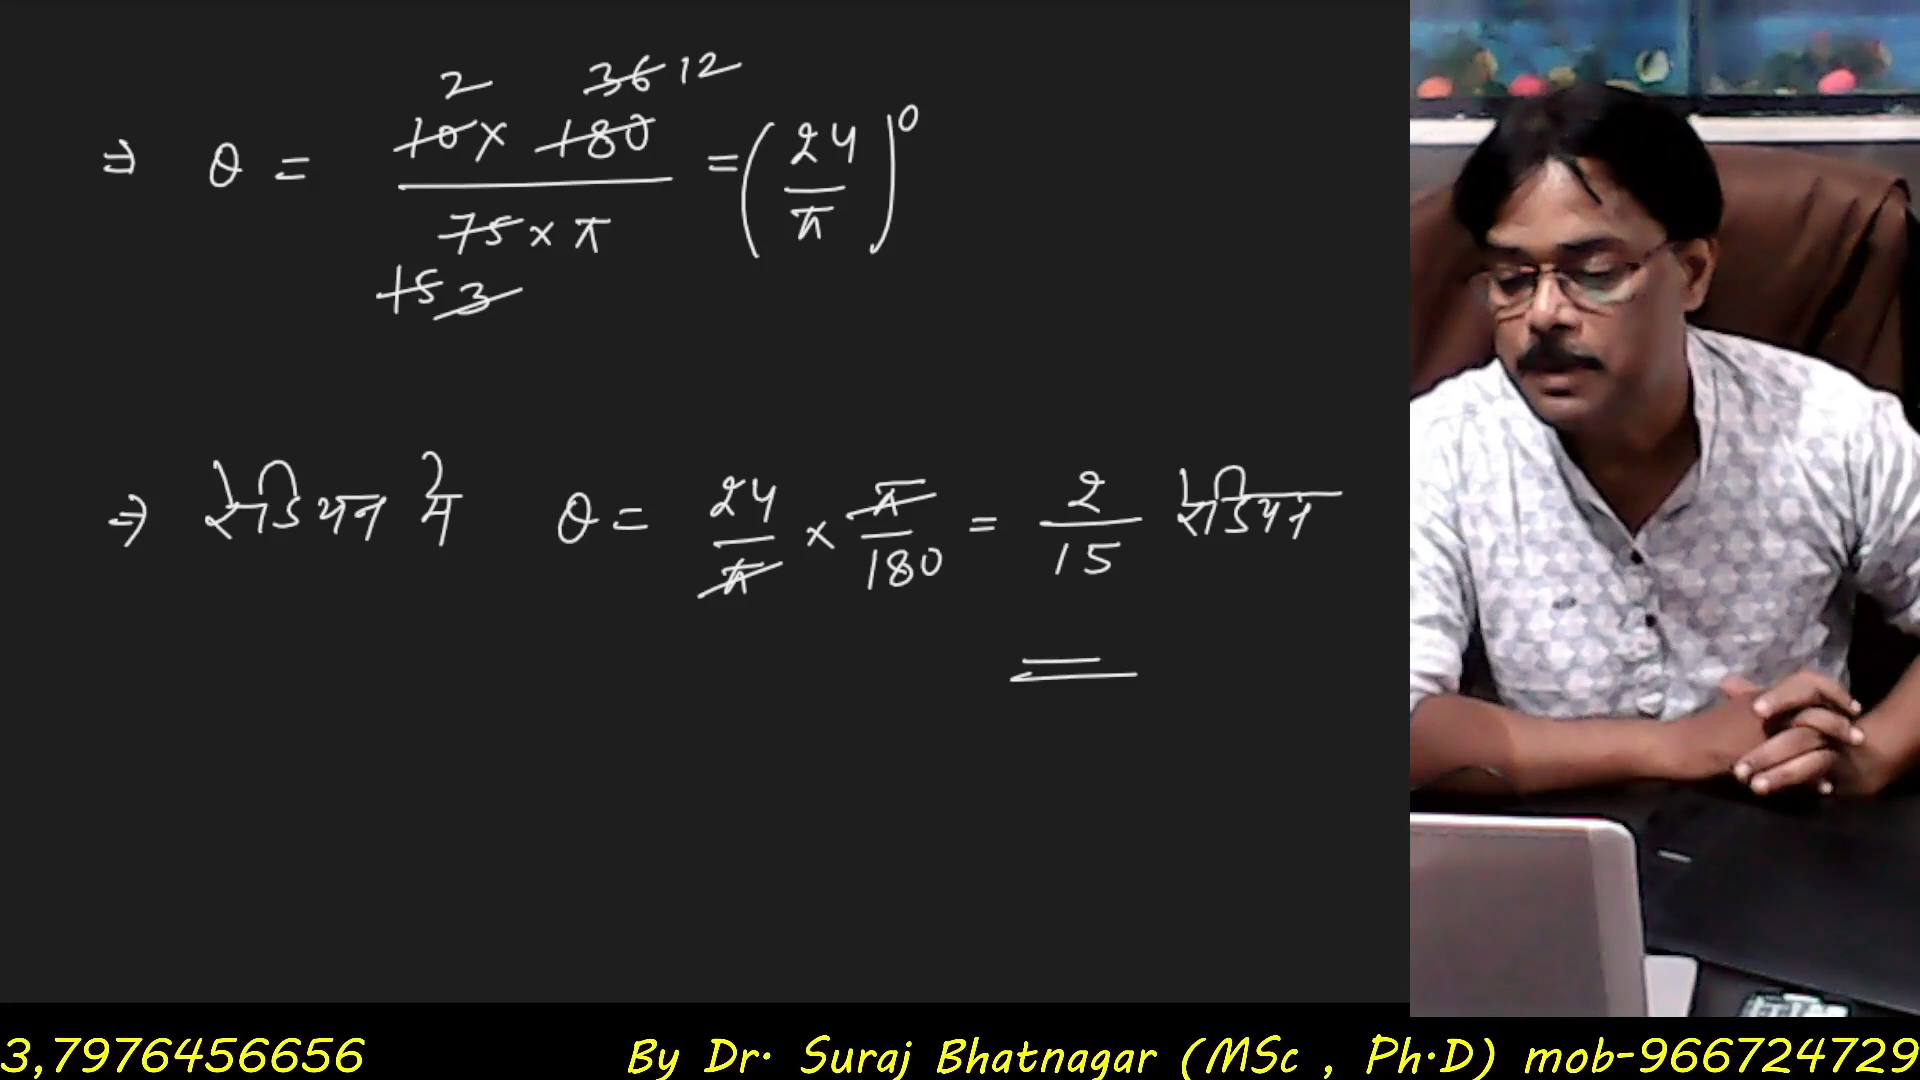 2 36 12
⇒ θ = 10 × 180 / 75 × π = (24/π)⁰
15 3
⇒ रेडियन में θ = 24/π × π/180 = 2/15 रेडियन
3,7976456656 By Dr. Suraj Bhatnagar (MSc , Ph.D) mob-966724729